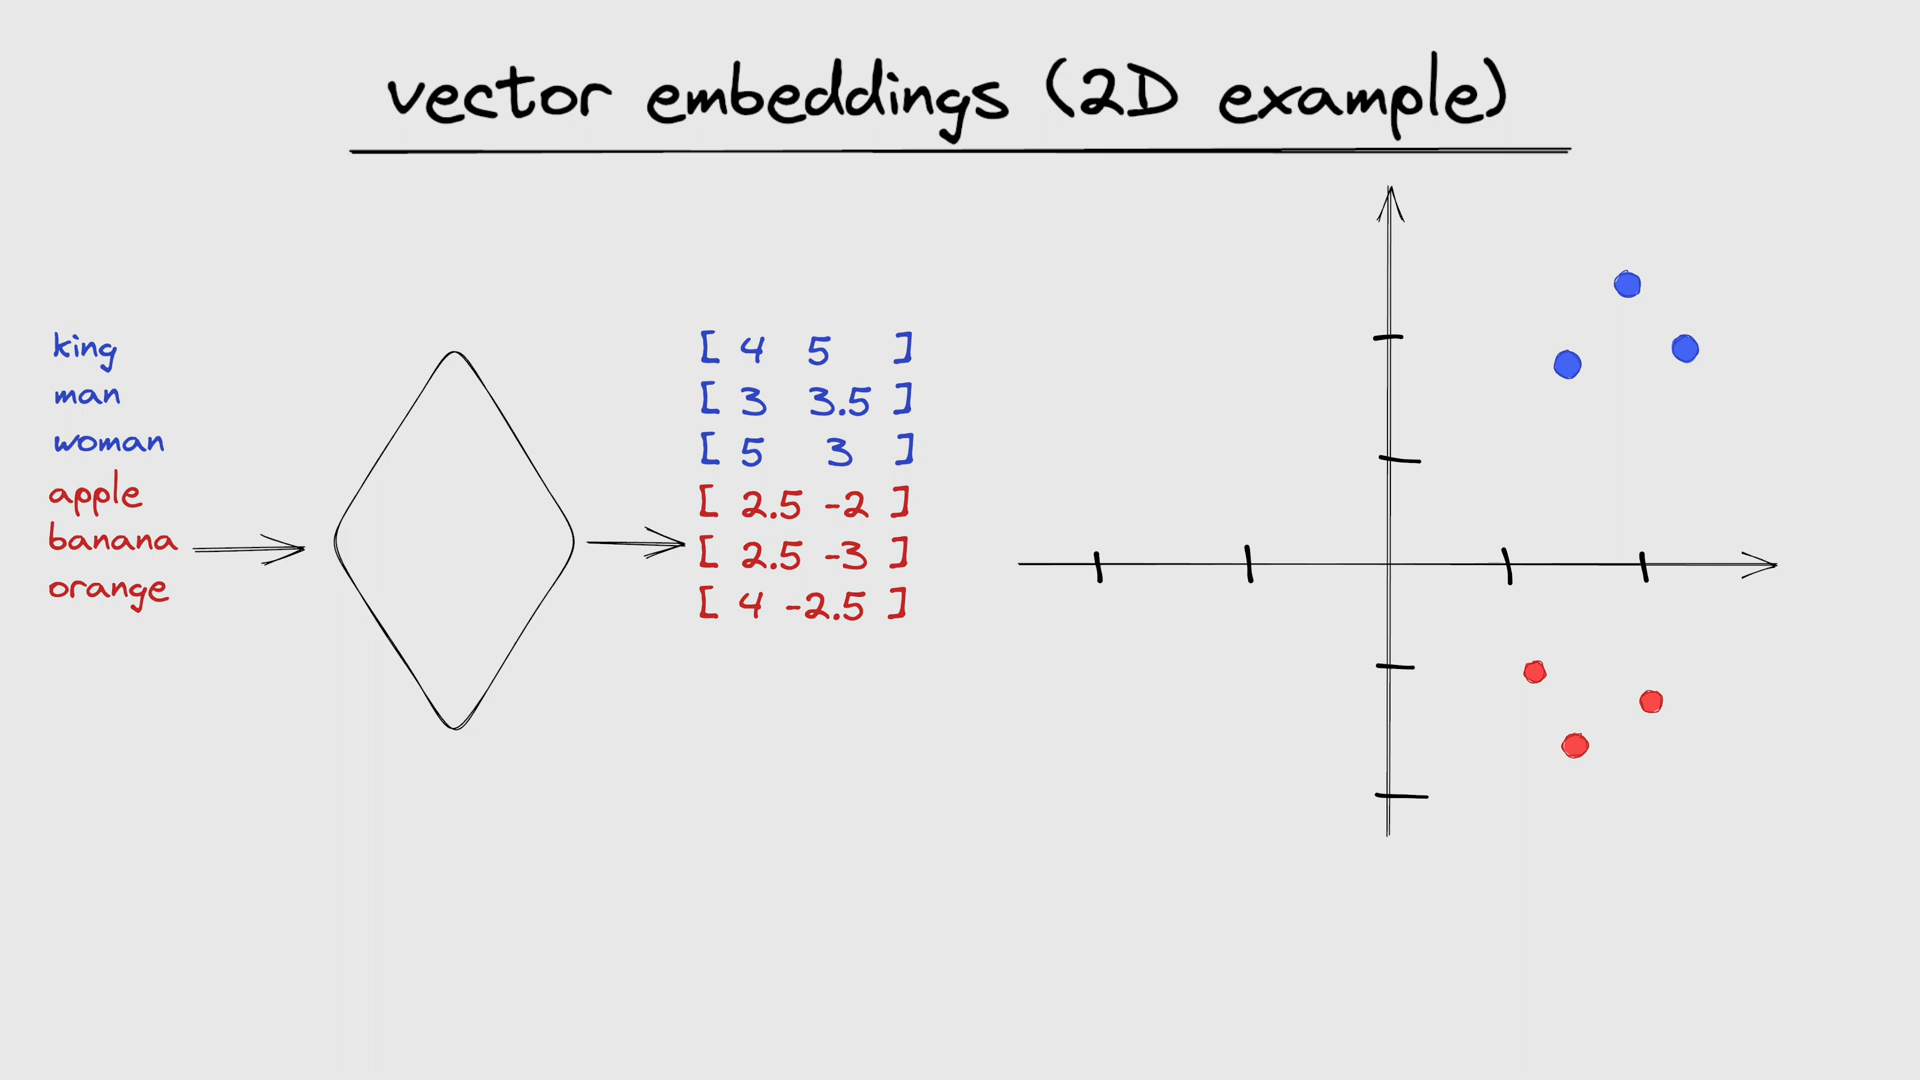 vector embeddings (2D example)
king
man
woman
apple
banana
orange
[ 4 5 ]
[ 3 3.5 ]
[ 5 3 ]
[ 2.5 -2 ]
[ 2.5 -3 ]
[ 4 -2.5 ]